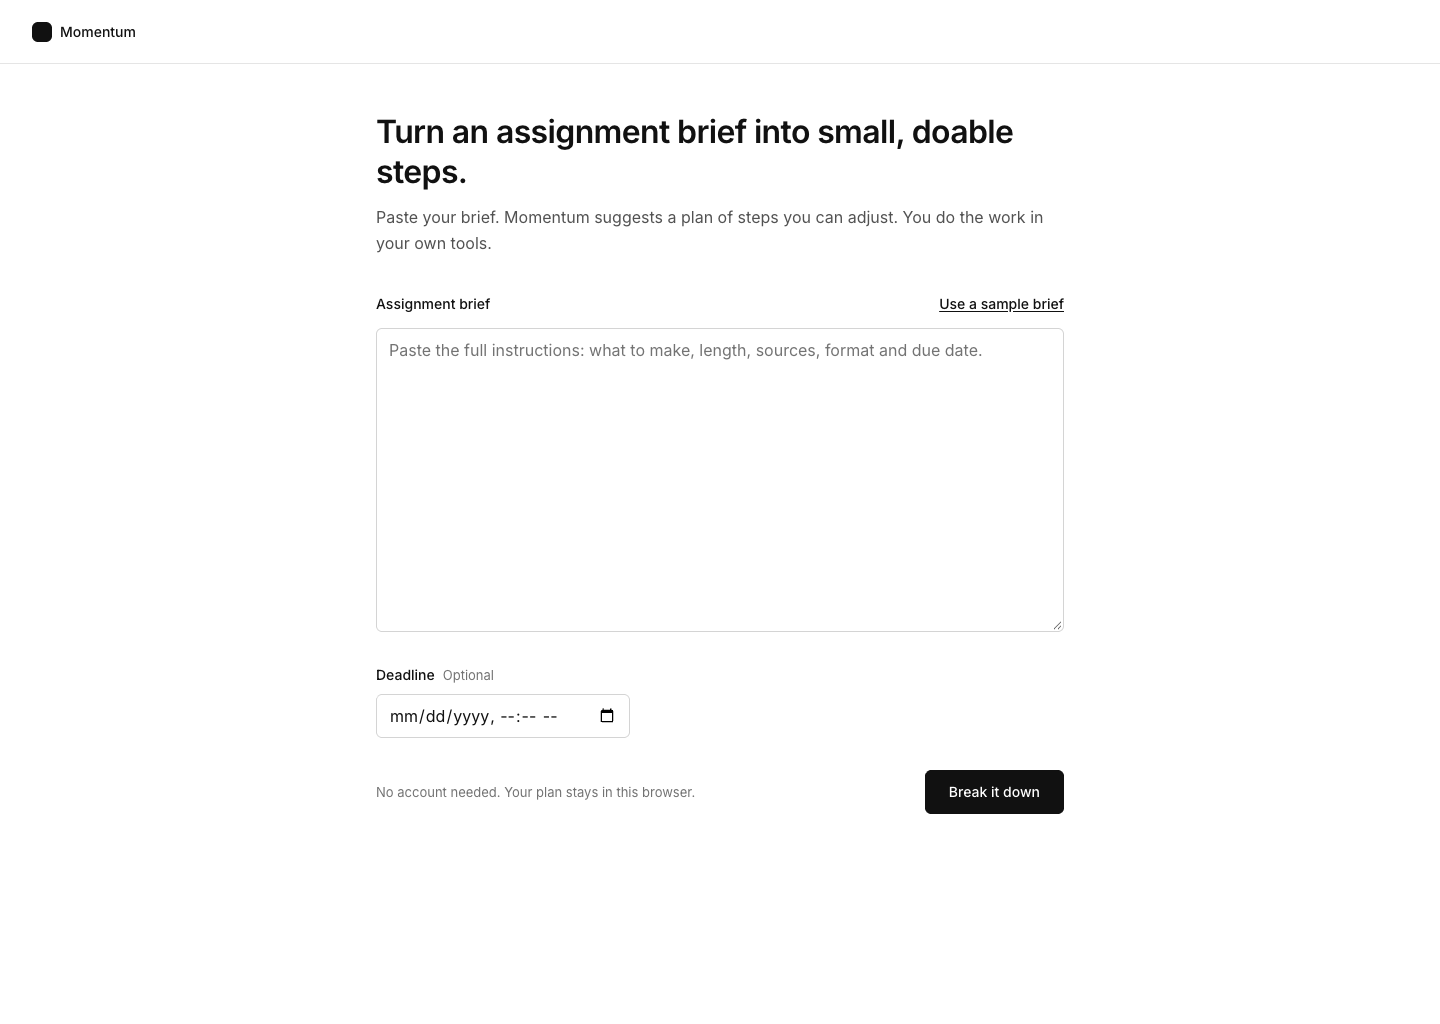 Momentum
Turn an assignment brief into small, doable
steps.
Paste your brief. Momentum suggests a plan of steps you can adjust. You do the work in
your own tools.
Assignment brief
Use a sample brief
Paste the full instructions: what to make, length, sources, format and due date.
Deadline Optional
mm/dd/yyyy, --:-- --
No account needed. Your plan stays in this browser.
Break it down